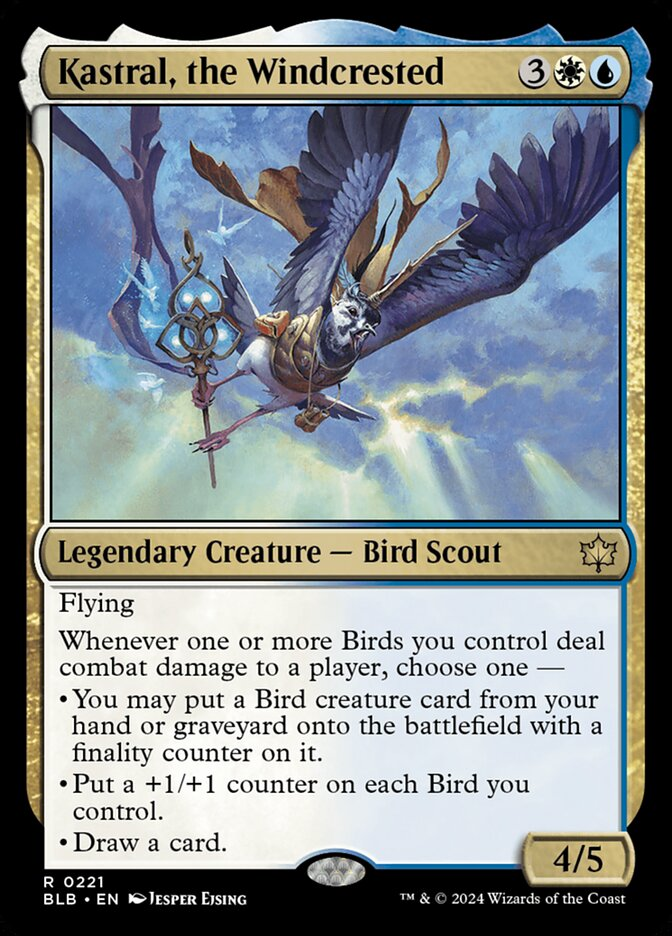 Kastral, the Windcrested 3
Legendary Creature — Bird Scout
Flying
Whenever one or more Birds you control deal
combat damage to a player, choose one —
• You may put a Bird creature card from your
hand or graveyard onto the battlefield with a
finality counter on it.
• Put a +1/+1 counter on each Bird you
control.
• Draw a card.
4/5
R 0221
BLB • EN Jesper Ejsing
™ & © 2024 Wizards of the Coast